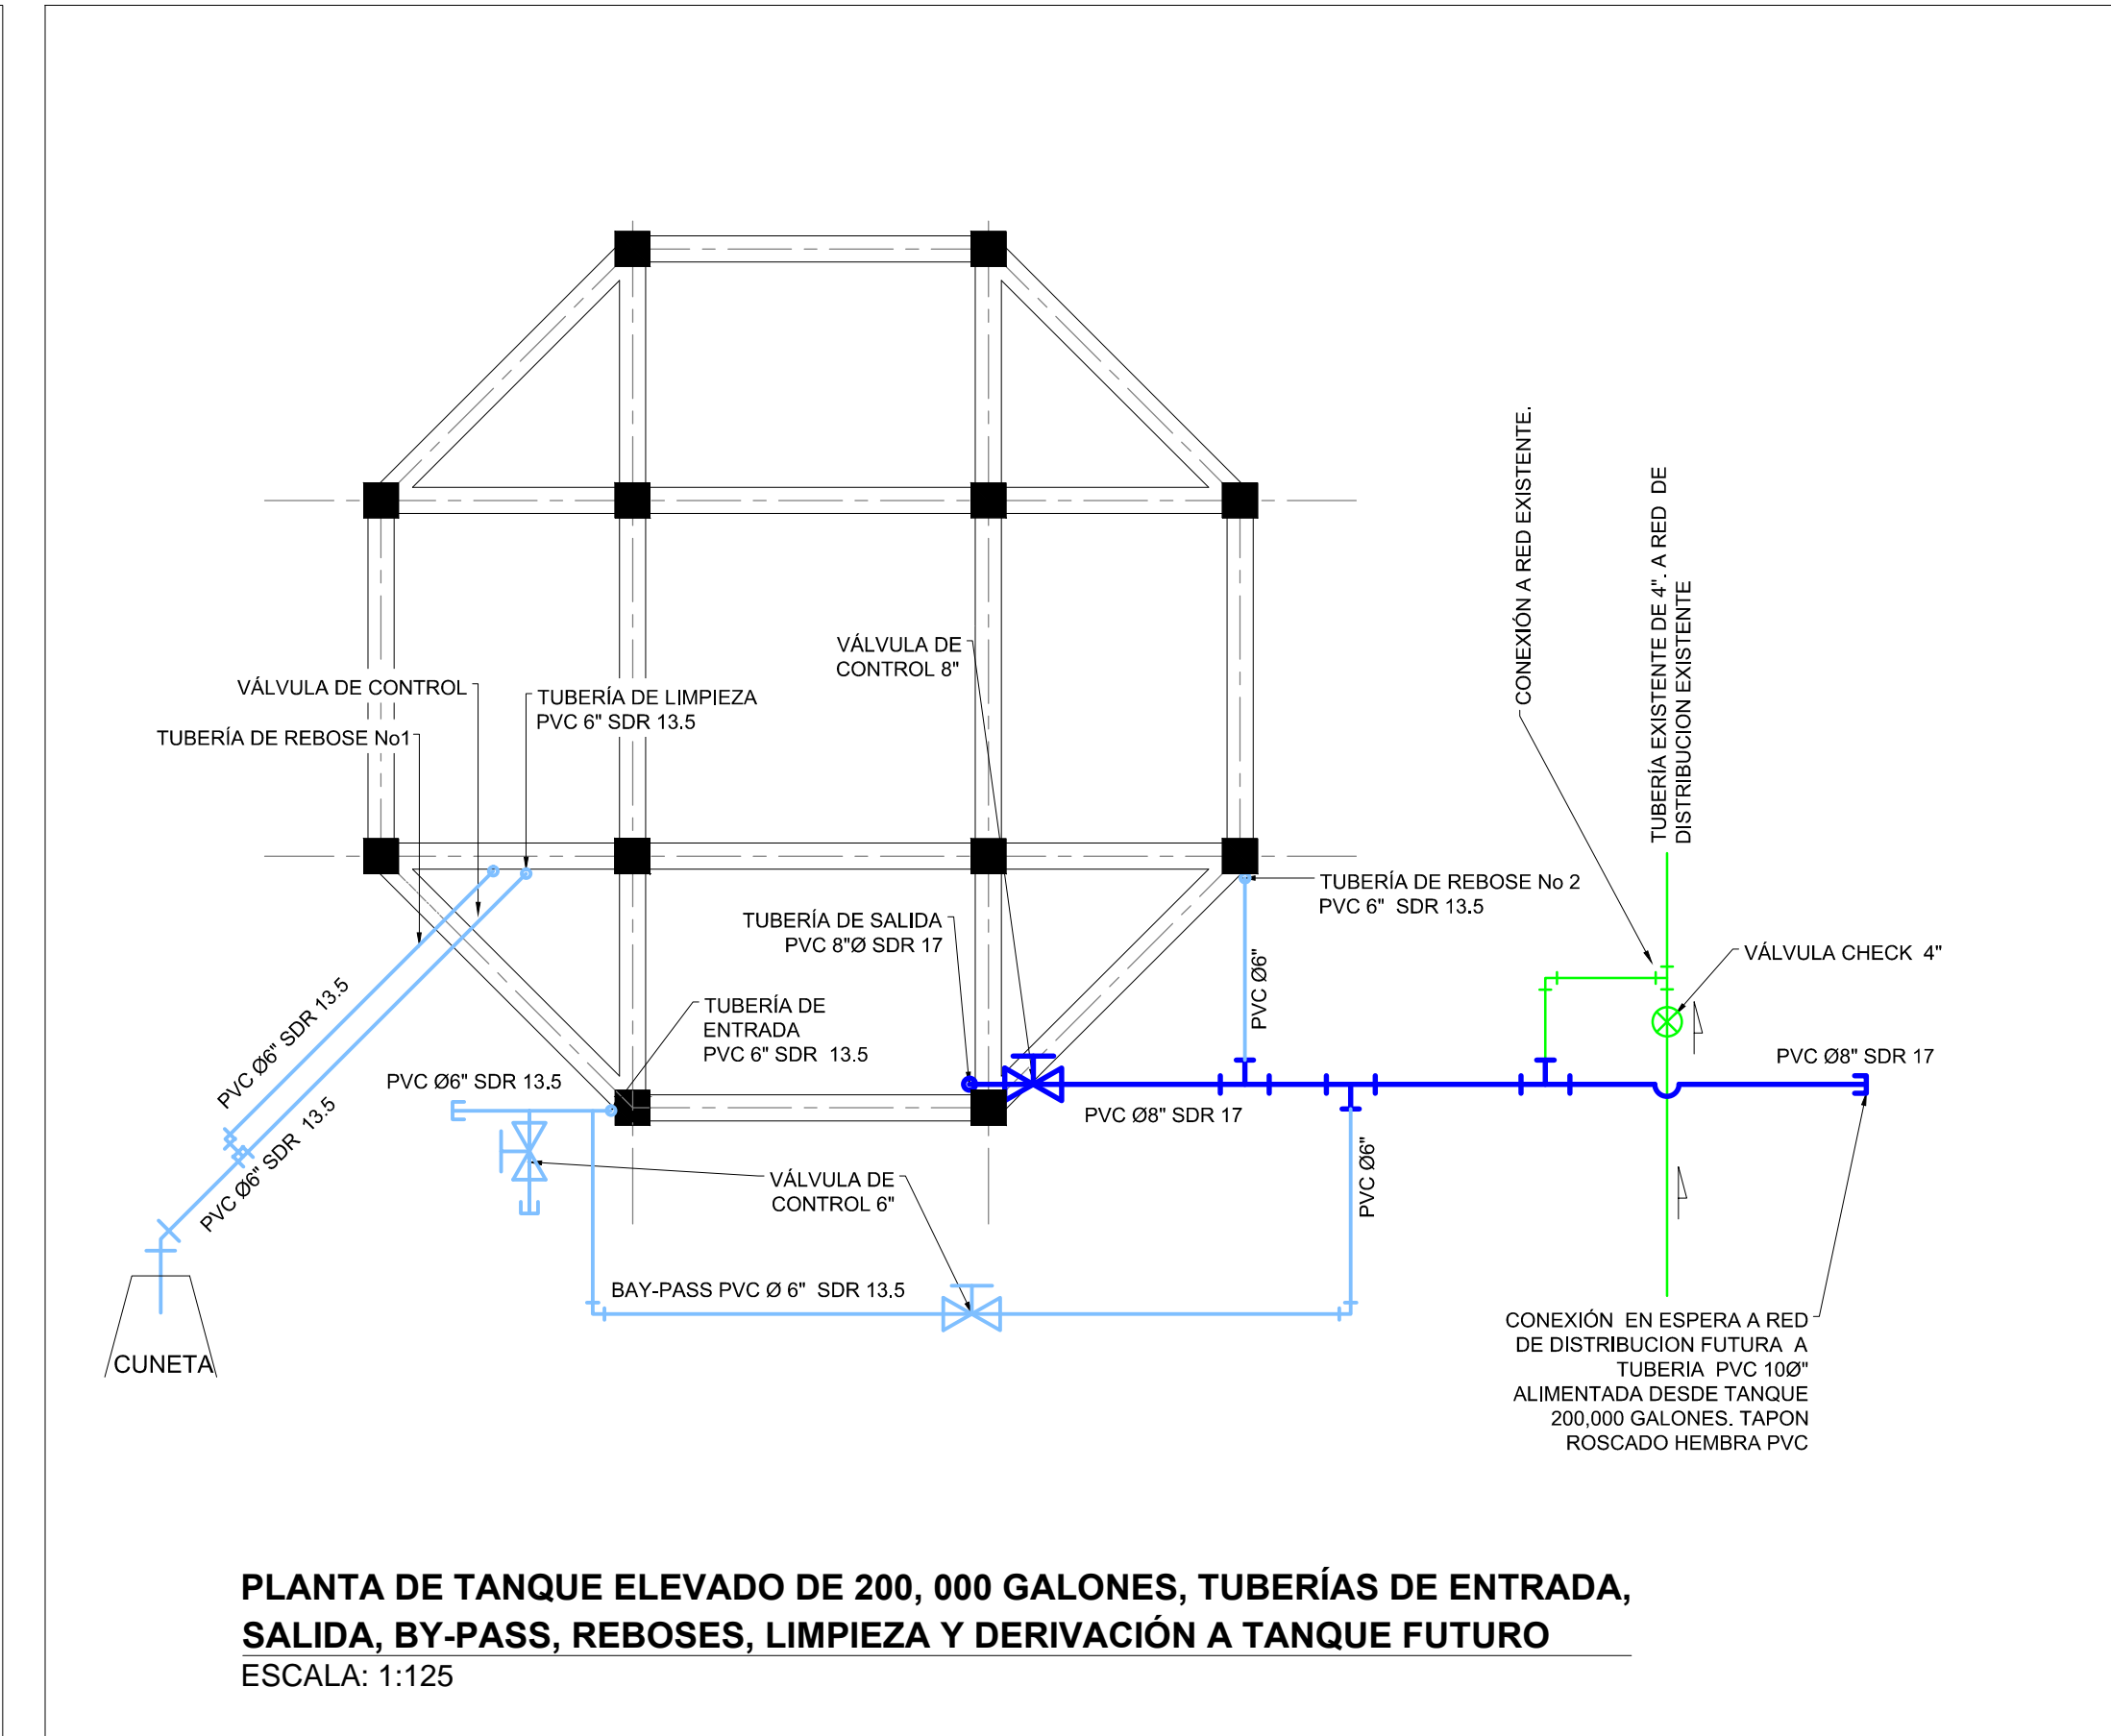 CONEXIÓN A RED EXISTENTE.
TUBERÍA EXISTENTE DE 4". A RED DE
DISTRIBUCION EXISTENTE
VÁLVULA DE
CONTROL 8"
VÁLVULA DE CONTROL
TUBERÍA DE LIMPIEZA
PVC 6" SDR 13.5
TUBERÍA DE REBOSE No1
TUBERÍA DE REBOSE No 2
PVC 6" SDR 13.5
TUBERÍA DE SALIDA
PVC 8"Ø SDR 17
VÁLVULA CHECK 4"
PVC Ø6"
TUBERÍA DE
ENTRADA
PVC 6" SDR 13.5
PVC Ø6" SDR 13.5
PVC Ø6" SDR 13.5
PVC Ø6" SDR 13.5
PVC Ø8" SDR 17
PVC Ø8" SDR 17
PVC Ø6"
VÁLVULA DE
CONTROL 6"
BAY-PASS PVC Ø 6" SDR 13.5
CUNETA
CONEXIÓN EN ESPERA A RED
DE DISTRIBUCION FUTURA A
TUBERIA PVC 10Ø"
ALIMENTADA DESDE TANQUE
200,000 GALONES. TAPON
ROSCADO HEMBRA PVC
PLANTA DE TANQUE ELEVADO DE 200, 000 GALONES, TUBERÍAS DE ENTRADA,
SALIDA, BY-PASS, REBOSES, LIMPIEZA Y DERIVACIÓN A TANQUE FUTURO
ESCALA: 1:125